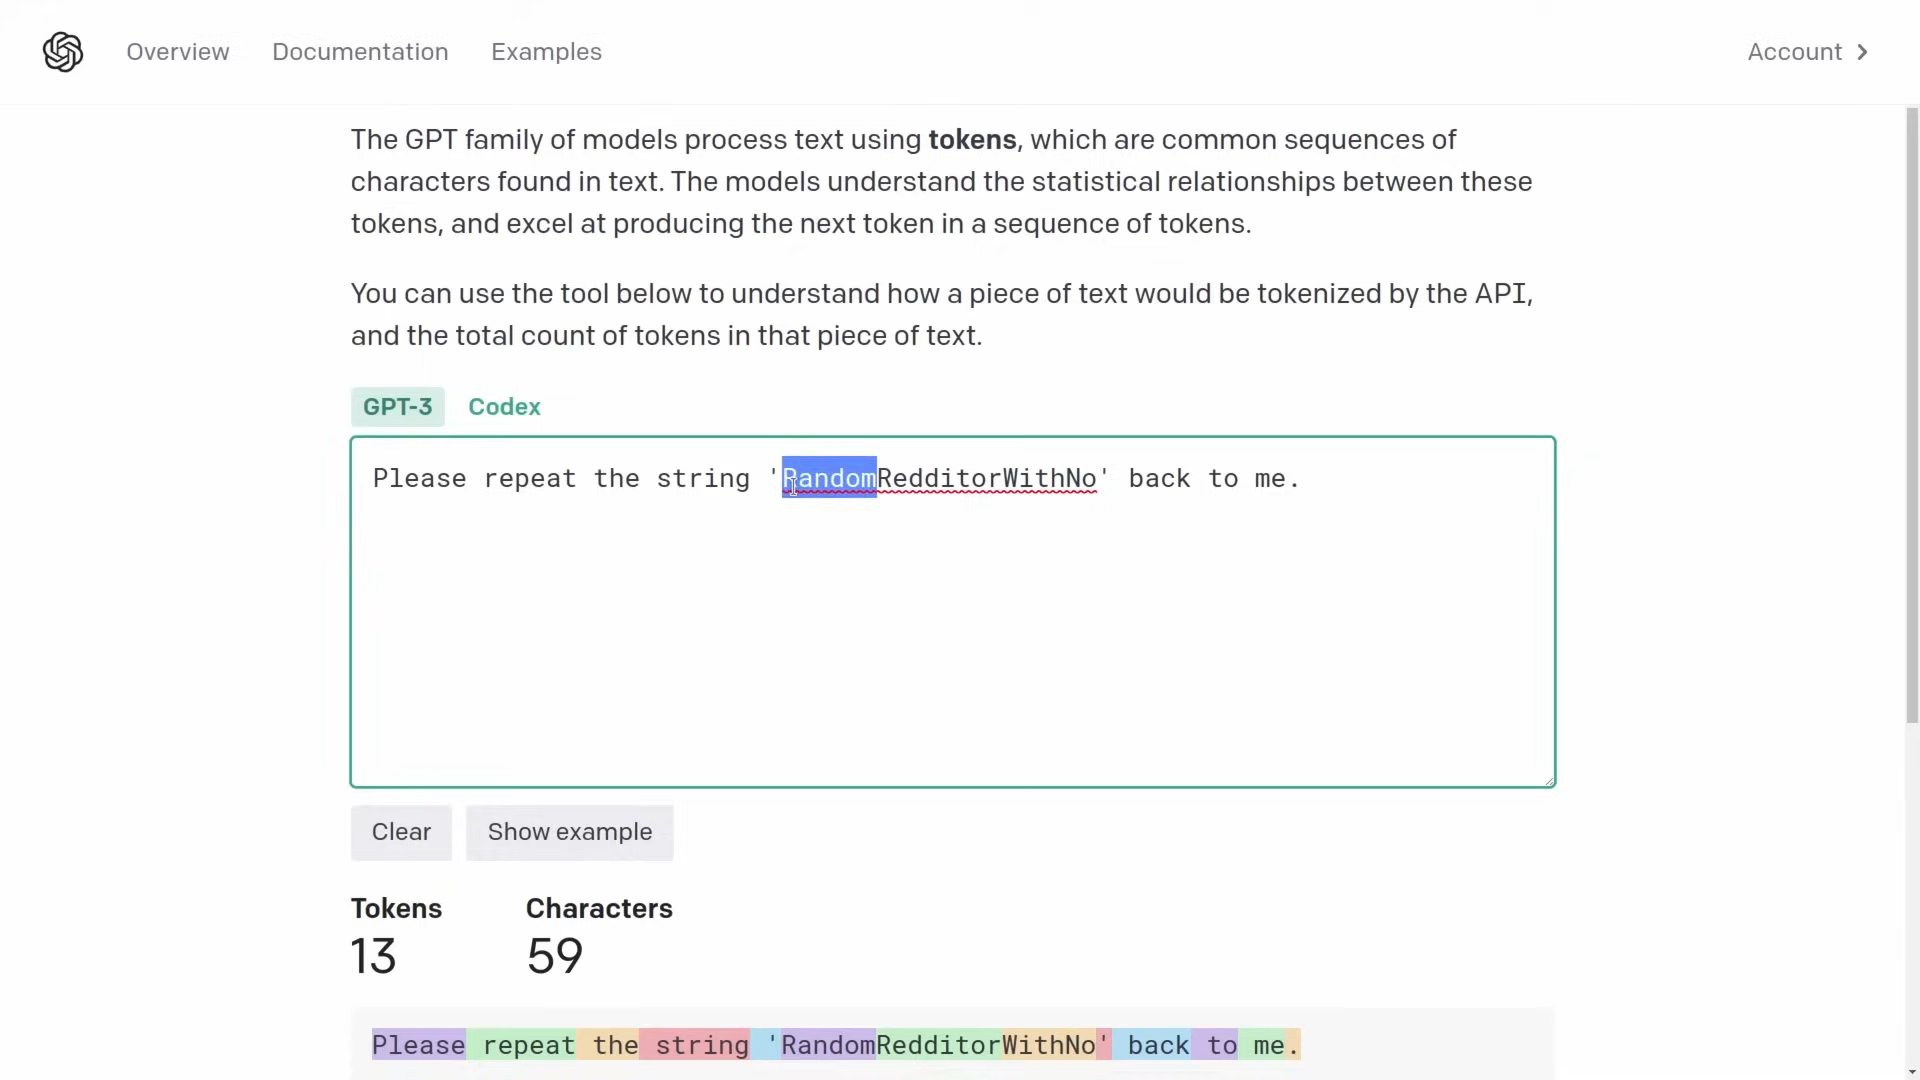 Overview Documentation Examples Account
The GPT family of models process text using tokens, which are common sequences of
characters found in text. The models understand the statistical relationships between these
tokens, and excel at producing the next token in a sequence of tokens.
You can use the tool below to understand how a piece of text would be tokenized by the API,
and the total count of tokens in that piece of text.
GPT-3 Codex
Please repeat the string 'RandomRedditorWithNo' back to me.
Clear Show example
Tokens Characters
13 59
Please repeat the string 'RandomRedditorWithNo' back to me.